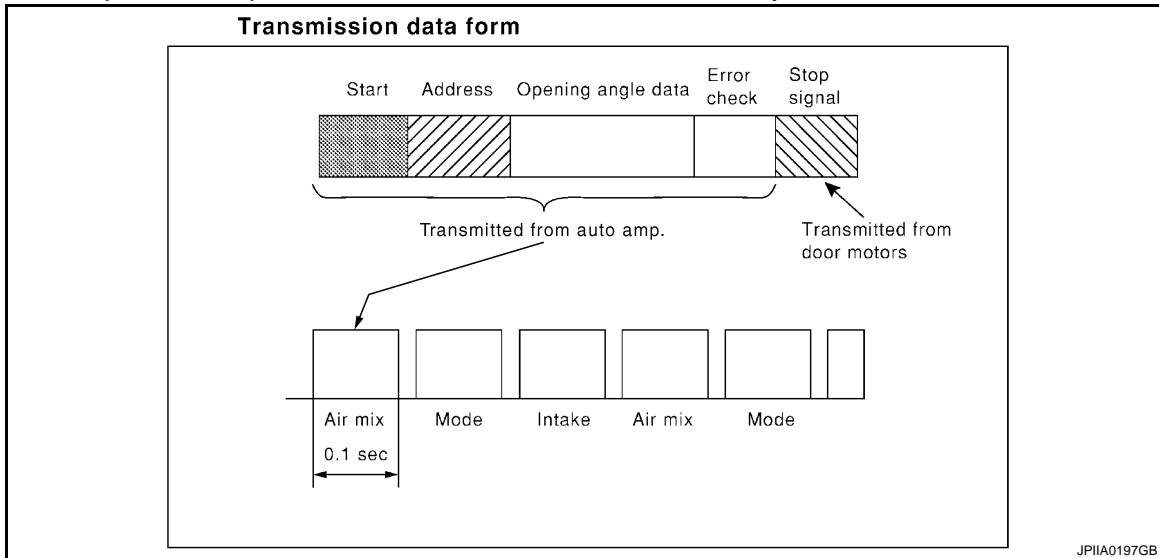 Transmission data form
Start Address Opening angle data Error check Stop signal
Transmitted from auto amp.
Transmitted from door motors
Air mix Mode Intake Air mix Mode
0.1 sec
JPIIA0197GB